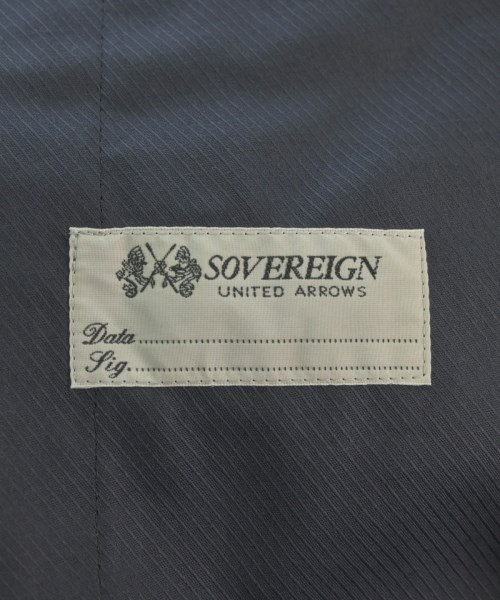 SOVEREIGN
UNITED ARROWS
Data
Sig.